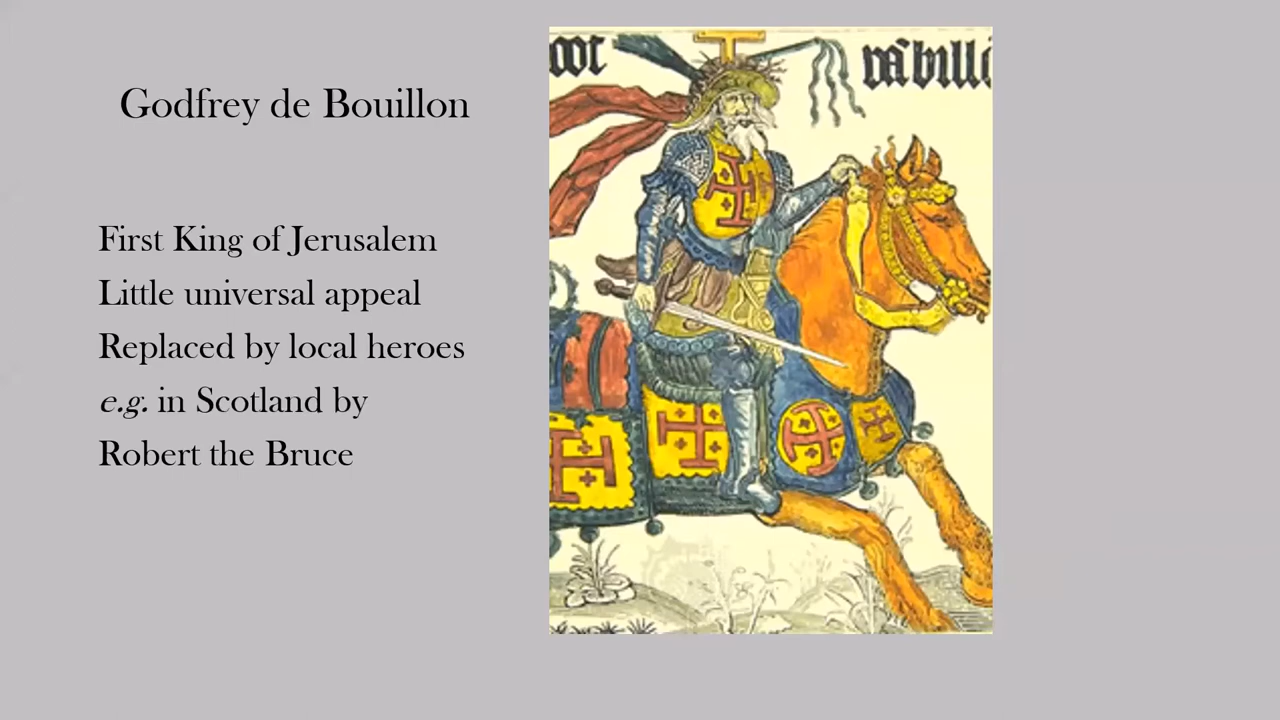 Godfrey de Bouillon
First King of Jerusalem
Little universal appeal
Replaced by local heroes
e.g. in Scotland by
Robert the Bruce